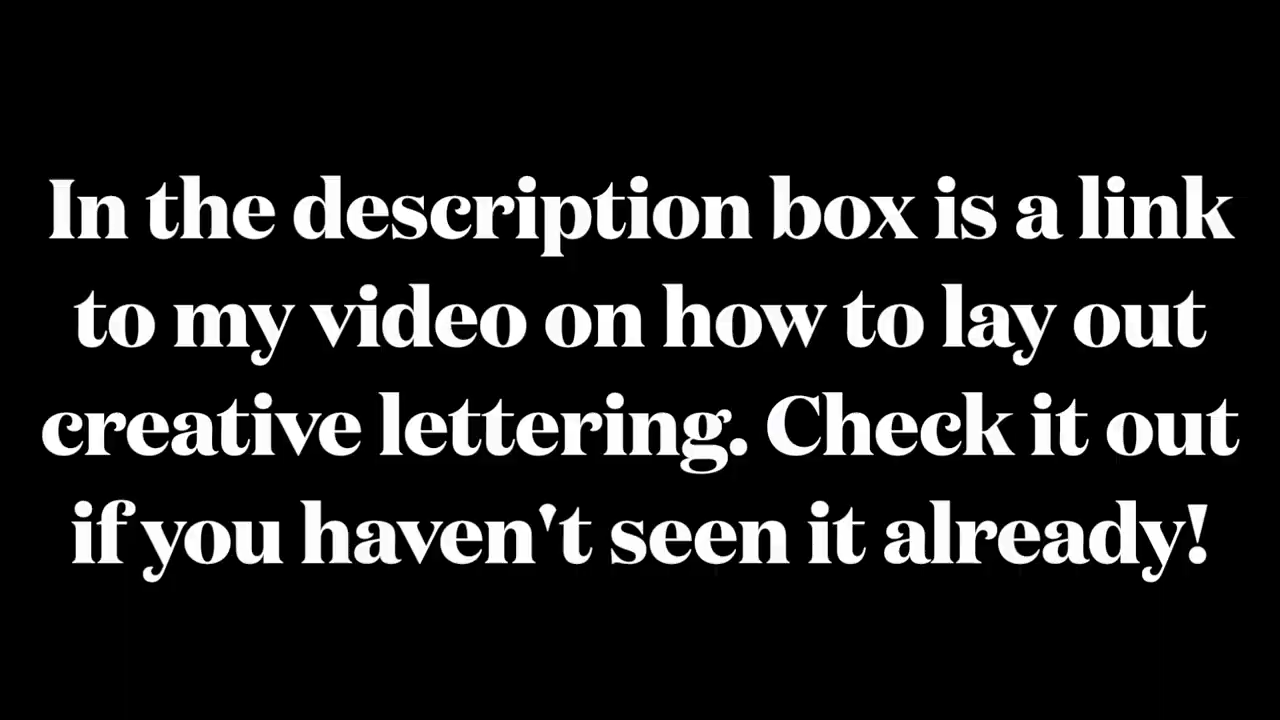 In the description box is a link
to my video on how to lay out
creative lettering. Check it out
if you haven't seen it already!